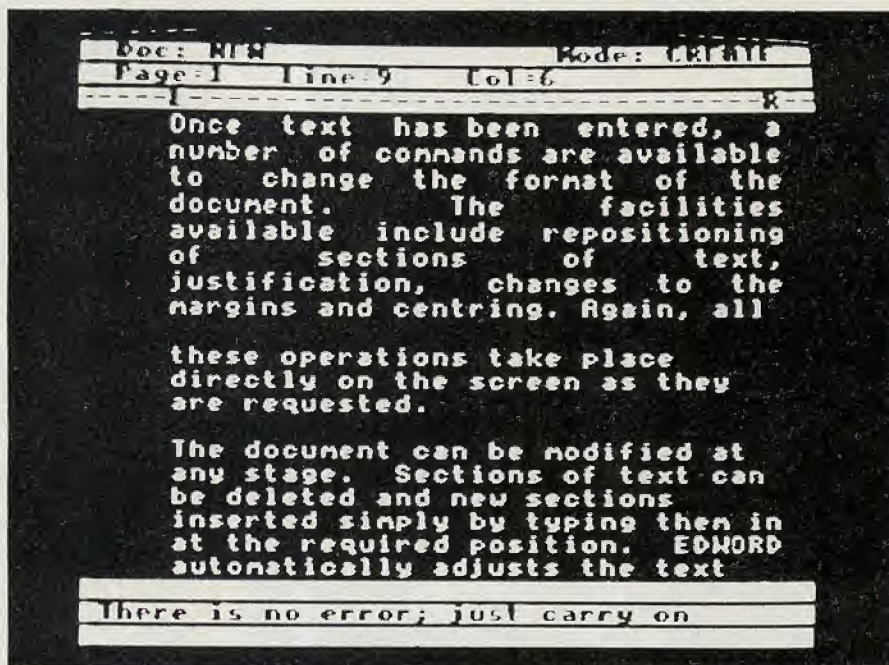 Doc: NEW Mode: CREATE
Page=1 Line=9 Col=6
-----L------------------------------------R--
Once text has been entered, a
number of commands are available
to change the format of the
document. The facilities
available include repositioning
of sections of text,
justification, changes to the
margins and centring. Again, all
these operations take place
directly on the screen as they
are requested.
The document can be modified at
any stage. Sections of text can
be deleted and new sections
inserted simply by typing them in
at the required position. EDWORD
automatically adjusts the text
There is no error; just carry on